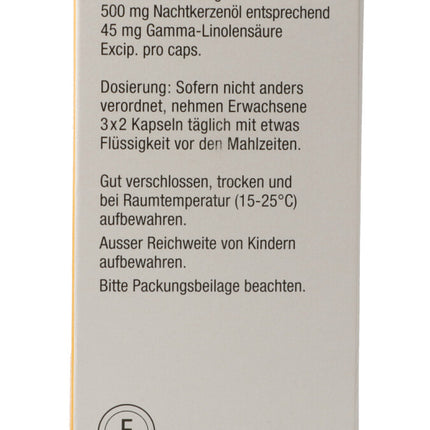 500 mg Nachtkerzenöl entsprechend
45 mg Gamma-Linolensäure
Excip. pro caps.
Dosierung: Sofern nicht anders
verordnet, nehmen Erwachsene
3x2 Kapseln täglich mit etwas
Flüssigkeit vor den Mahlzeiten.
Gut verschlossen, trocken und
bei Raumtemperatur (15-25°C)
aufbewahren.
Ausser Reichweite von Kindern
aufbewahren.
Bitte Packungsbeilage beachten.